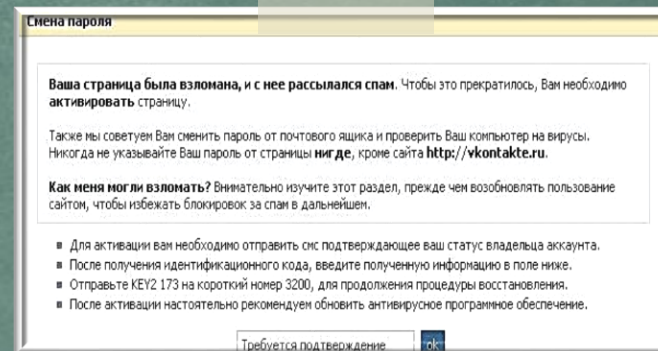 Смена пароля
Ваша страница была взломана, и с нее рассылался спам. Чтобы это прекратилось, Вам необходимо
активировать страницу.
Также мы советуем Вам сменить пароль от почтового ящика и проверить Ваш компьютер на вирусы.
Никогда не указывайте Ваш пароль от страницы нигде, кроме сайта http://vkontakte.ru.
Как меня могли взломать? Внимательно изучите этот раздел, прежде чем возобновлять пользование
сайтом, чтобы избежать блокировок за спам в дальнейшем.
Для активации вам необходимо отправить смс подтверждающее ваш статус владельца аккаунта.
После получения идентификационного кода, введите полученную информацию в поле ниже.
Отправьте KEY2 173 на короткий номер 3200, для продолжения процедуры восстановления.
После активации настоятельно рекомендуем обновить антивирусное программное обеспечение.
Требуется подтверждение ok